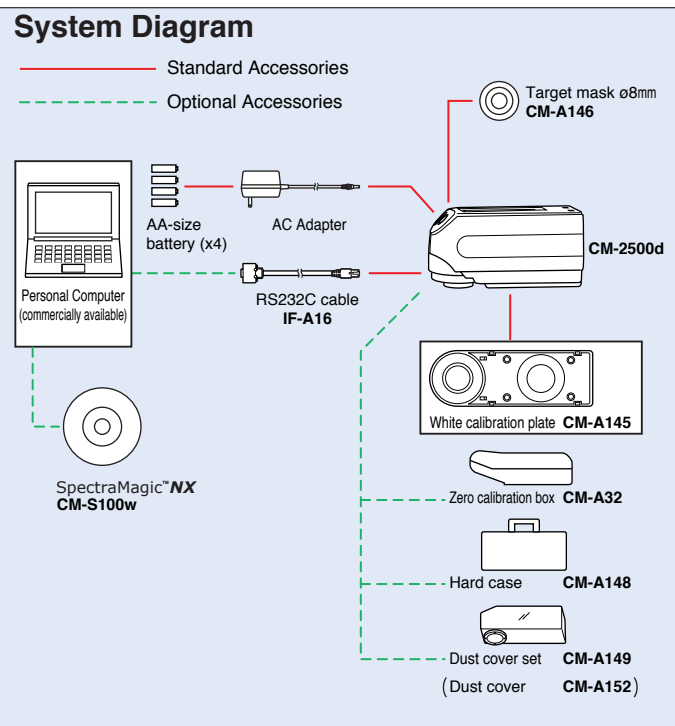 System Diagram
Standard Accessories
Optional Accessories
Target mask ø8mm
CM-A146
AA-size
battery (x4)
AC Adapter
CM-2500d
Personal Computer
(commercially available)
RS232C cable
IF-A16
White calibration plate CM-A145
SpectraMagic™NX
CM-S100w
Zero calibration box CM-A32
Hard case CM-A148
Dust cover set CM-A149
(Dust cover CM-A152)